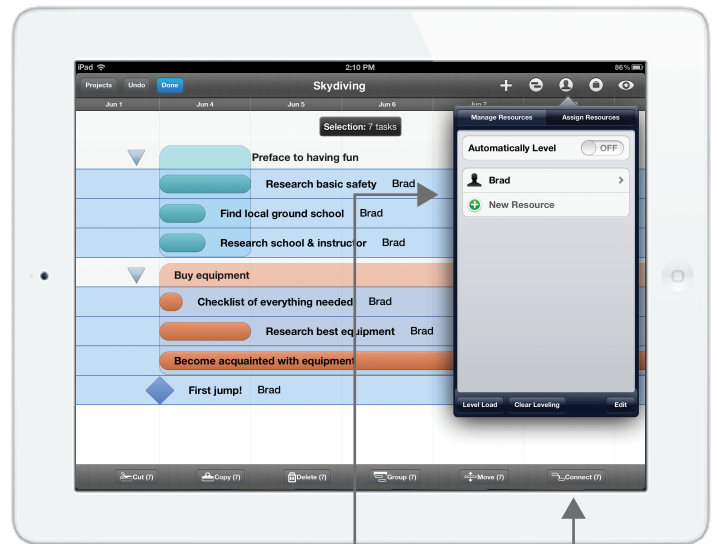 iPad 2:10 PM 86%
Projects Undo Done Skydiving
Jun 1 Jun 4 Jun 5 Jun 6 Jun 7
Selection: 7 tasks
Manage Resources Assign Resources
Automatically Level OFF
Brad
New Resource
Preface to having fun
Research basic safety Brad
Find local ground school Brad
Research school & instructor Brad
Buy equipment
Checklist of everything needed Brad
Research best equipment Brad
Become acquainted with equipment
First jump! Brad
Level Load Clear Leveling Edit
Cut (7) Copy (7) Delete (7) Group (7) Move (7) Connect (7)